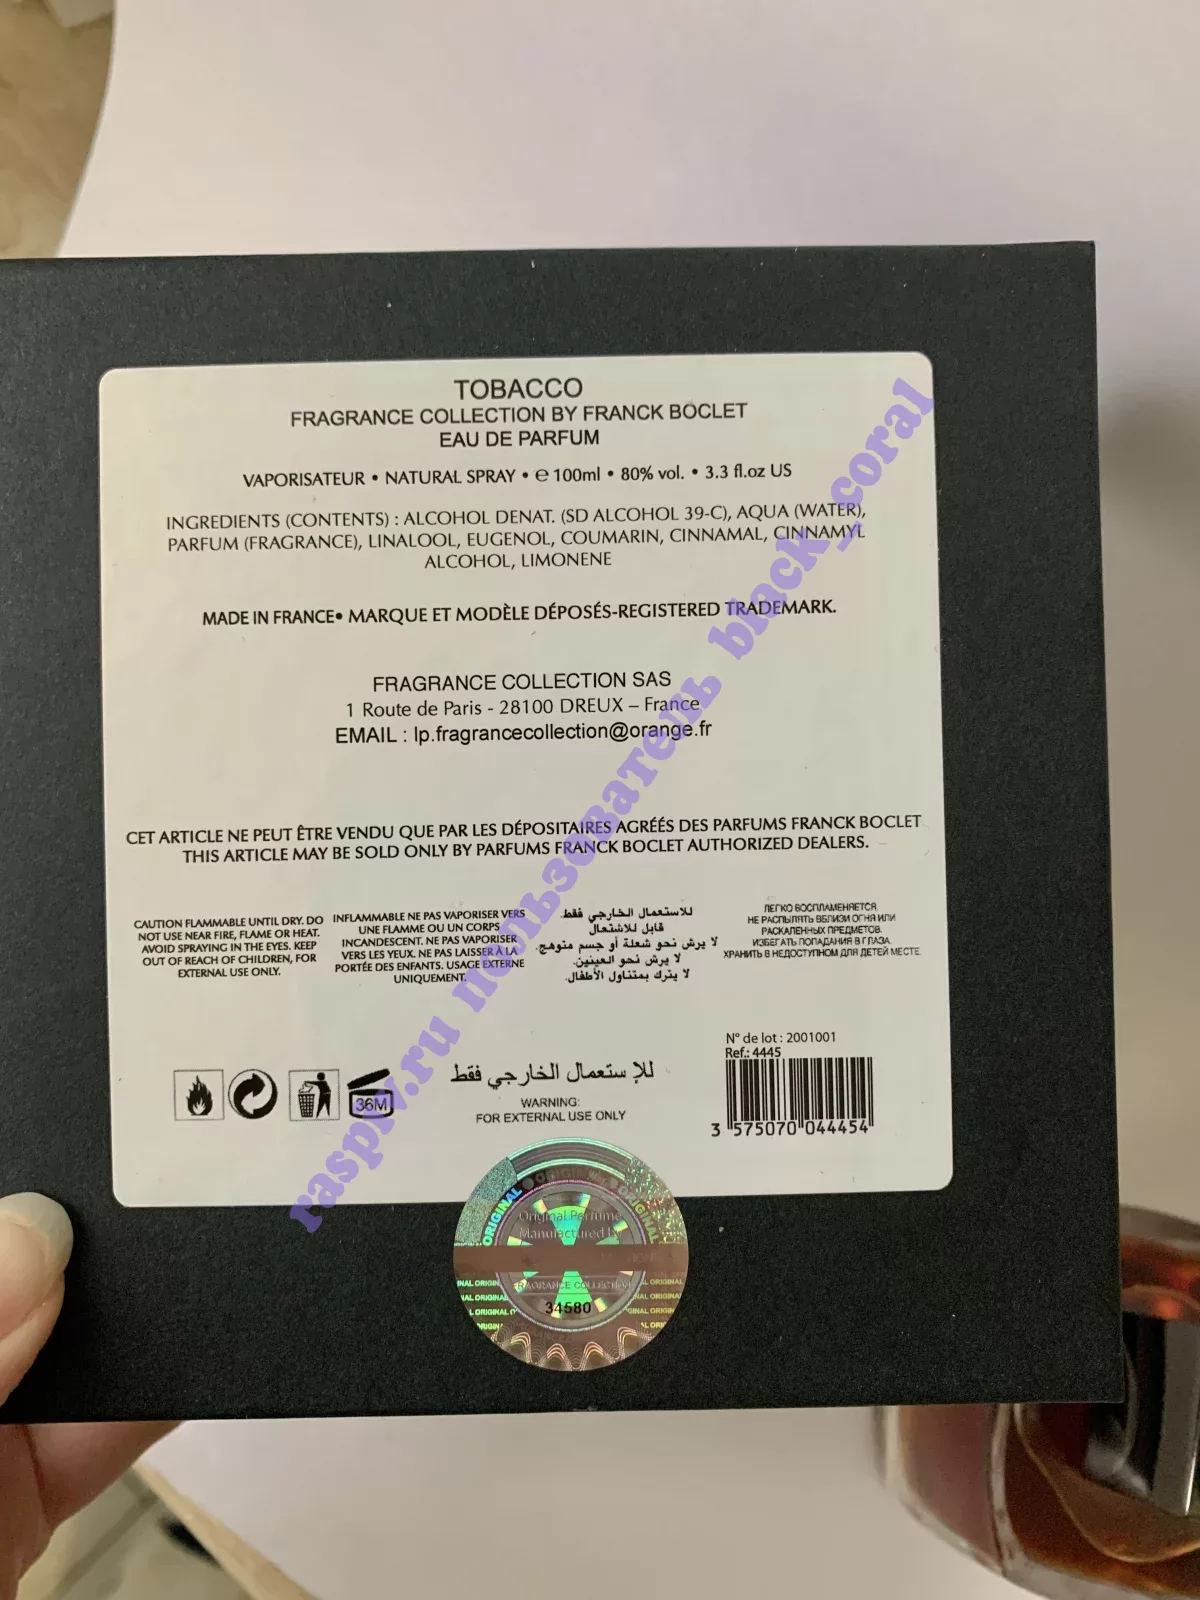 TOBACCO
FRAGRANCE COLLECTION BY FRANCK BOCLET
EAU DE PARFUM
VAPORISATEUR • NATURAL SPRAY • ℮ 100ml • 80% vol. • 3.3 fl.oz US
INGREDIENTS (CONTENTS) : ALCOHOL DENAT. (SD ALCOHOL 39-C), AQUA (WATER),
PARFUM (FRAGRANCE), LINALOOL, EUGENOL, COUMARIN, CINNAMAL, CINNAMYL
ALCOHOL, LIMONENE
MADE IN FRANCE• MARQUE ET MODÈLE DÉPOSÉS-REGISTERED TRADEMARK.
FRAGRANCE COLLECTION SAS
1 Route de Paris - 28100 DREUX – France
EMAIL : lp.fragrancecollection@orange.fr
CET ARTICLE NE PEUT ÊTRE VENDU QUE PAR LES DÉPOSITAIRES AGRÉÉS DES PARFUMS FRANCK BOCLET
THIS ARTICLE MAY BE SOLD ONLY BY PARFUMS FRANCK BOCLET AUTHORIZED DEALERS.
CAUTION FLAMMABLE UNTIL DRY. DO
NOT USE NEAR FIRE, FLAME OR HEAT.
AVOID SPRAYING IN THE EYES. KEEP
OUT OF REACH OF CHILDREN, FOR
EXTERNAL USE ONLY.
INFLAMMABLE NE PAS VAPORISER VERS
UNE FLAMME OU UN CORPS
INCANDESCENT. NE PAS VAPORISER
VERS LES YEUX. NE PAS LAISSER À LA
PORTÉE DES ENFANTS. USAGE EXTERNE
UNIQUEMENT.
للاستعمال الخارجي فقط.
قابل للاشتعال
لا يرش نحو شعلة أو جسم متوهج.
لا يرش نحو العينين.
لا يترك بمتناول الأطفال.
ЛЕГКО ВОСПЛАМЕНЯЕТСЯ.
НЕ РАСПЫЛЯТЬ ВБЛИЗИ ОГНЯ ИЛИ
РАСКАЛЕННЫХ ПРЕДМЕТОВ.
ИЗБЕГАТЬ ПОПАДАНИЯ В ГЛАЗА.
ХРАНИТЬ В НЕДОСТУПНОМ ДЛЯ ДЕТЕЙ МЕСТЕ.
N° de lot : 2001001
Ref.: 4445
3 575070 044454
36M
للإستعمال الخارجي فقط
WARNING:
FOR EXTERNAL USE ONLY
ORIGINAL ORIGINAL ORIGINAL
Original Perfume
Manufactured by
FRAGRANCE COLLECTION
34580
raspiv.ru пользователь black_coral